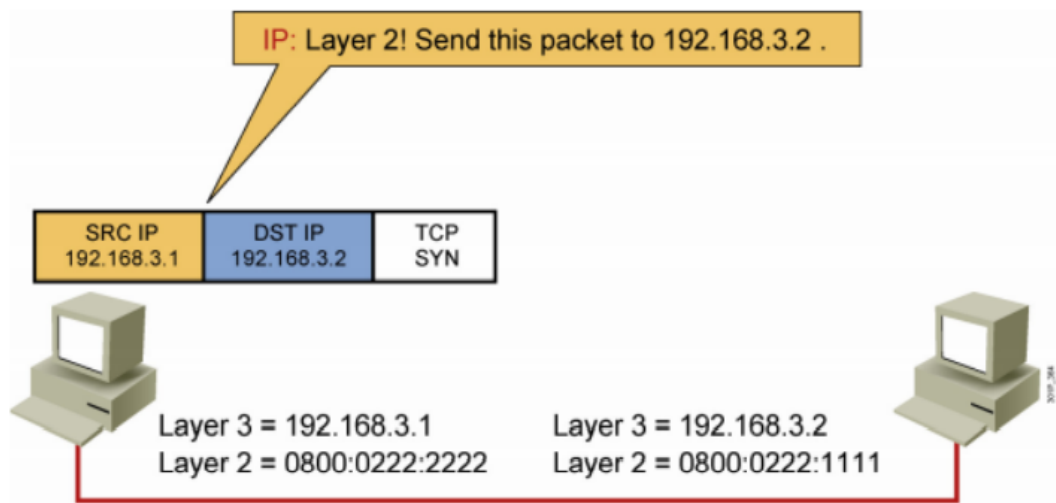 IP: Layer 2! Send this packet to 192.168.3.2 .
SRC IP
192.168.3.1
DST IP
192.168.3.2
TCP
SYN
Layer 3 = 192.168.3.1
Layer 2 = 0800:0222:2222
Layer 3 = 192.168.3.2
Layer 2 = 0800:0222:1111